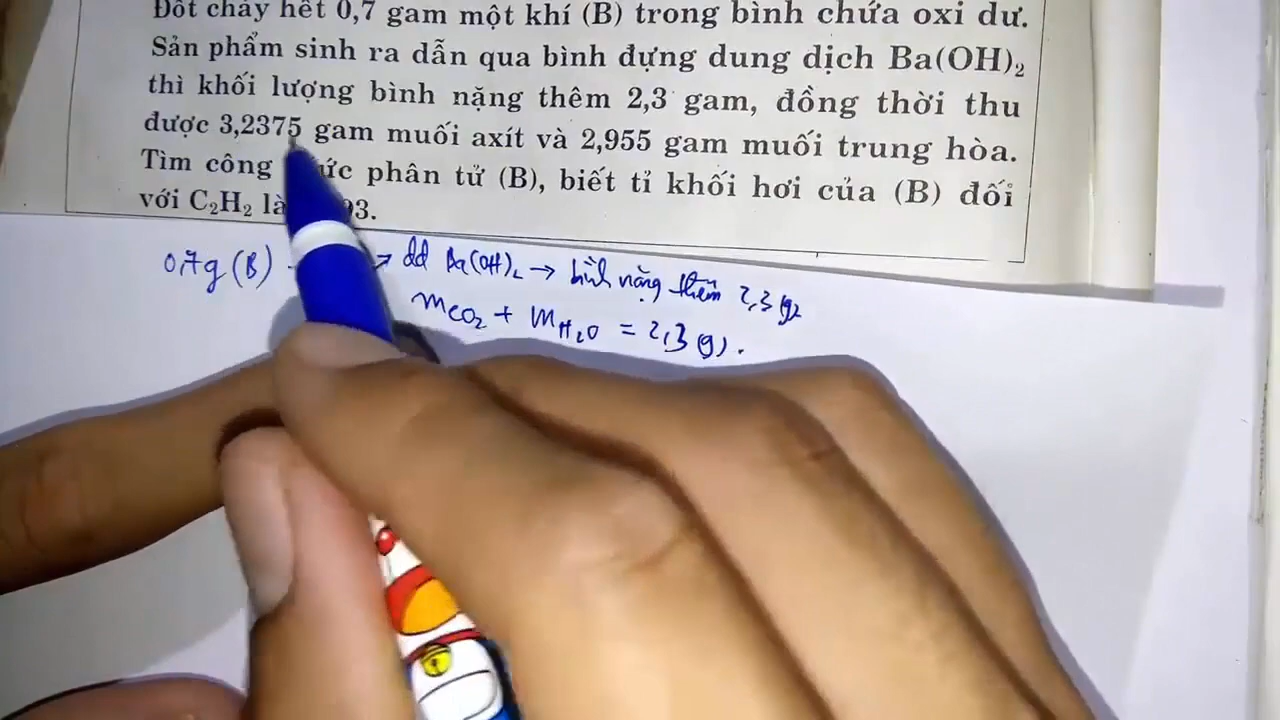 Đốt cháy hết 0,7 gam một khí (B) trong bình chứa oxi dư.
Sản phẩm sinh ra dẫn qua bình đựng dung dịch Ba(OH)₂
thì khối lượng bình nặng thêm 2,3 gam, đồng thời thu
được 3,2375 gam muối axít và 2,955 gam muối trung hòa.
Tìm công ức phân tử (B), biết tỉ khối hơi của (B) đối
với C₂H₂ là 93.
0,7g (B) → dd Ba(OH)₂ → bình nặng thêm 2,3 g
mCO₂ + mH₂O = 2,3 (g).